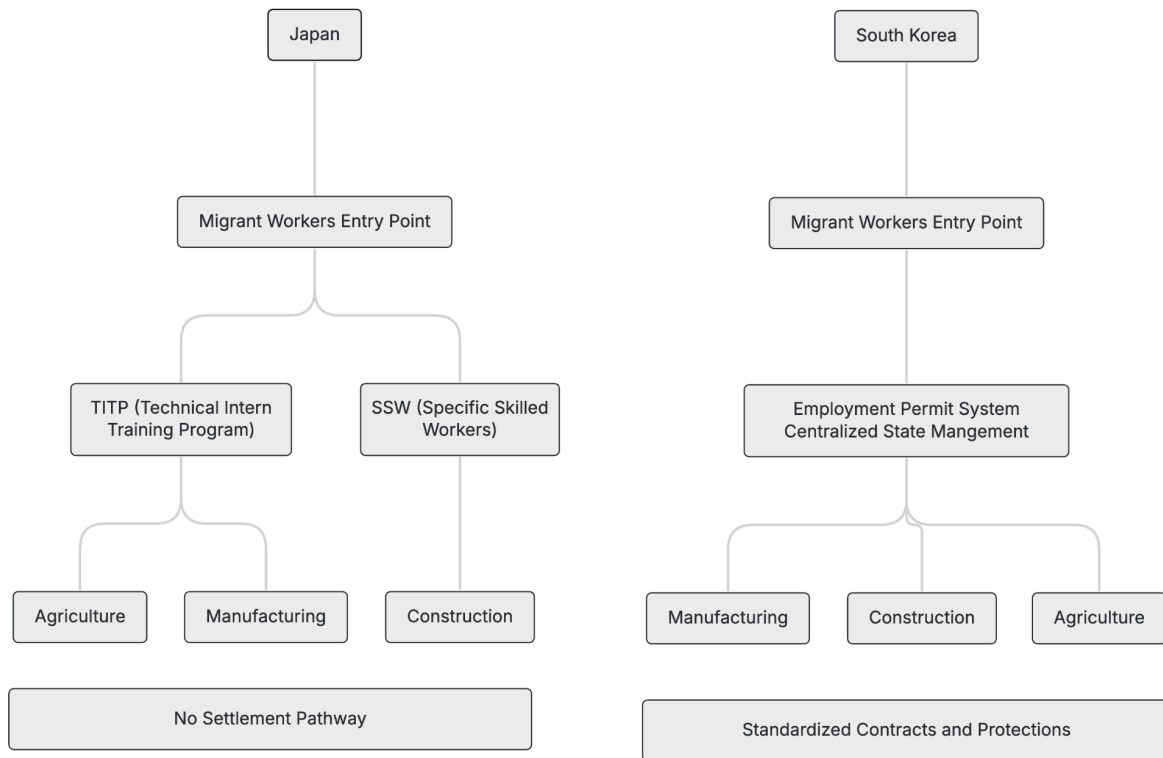 Japan
Migrant Workers Entry Point
TITP (Technical Intern
Training Program)
SSW (Specific Skilled
Workers)
Agriculture
Manufacturing
Construction
No Settlement Pathway
South Korea
Migrant Workers Entry Point
Employment Permit System
Centralized State Mangement
Manufacturing
Construction
Agriculture
Standardized Contracts and Protections